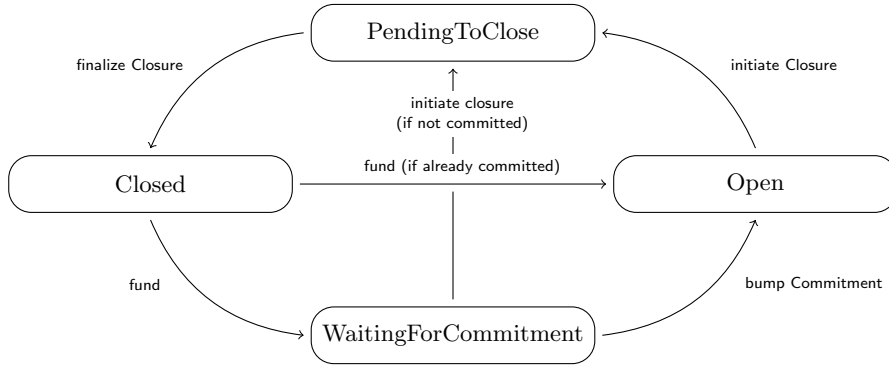 PendingToClose
finalize Closure
initiate Closure
initiate closure
(if not committed)
fund (if already committed)
Closed
Open
fund
bump Commitment
WaitingForCommitment